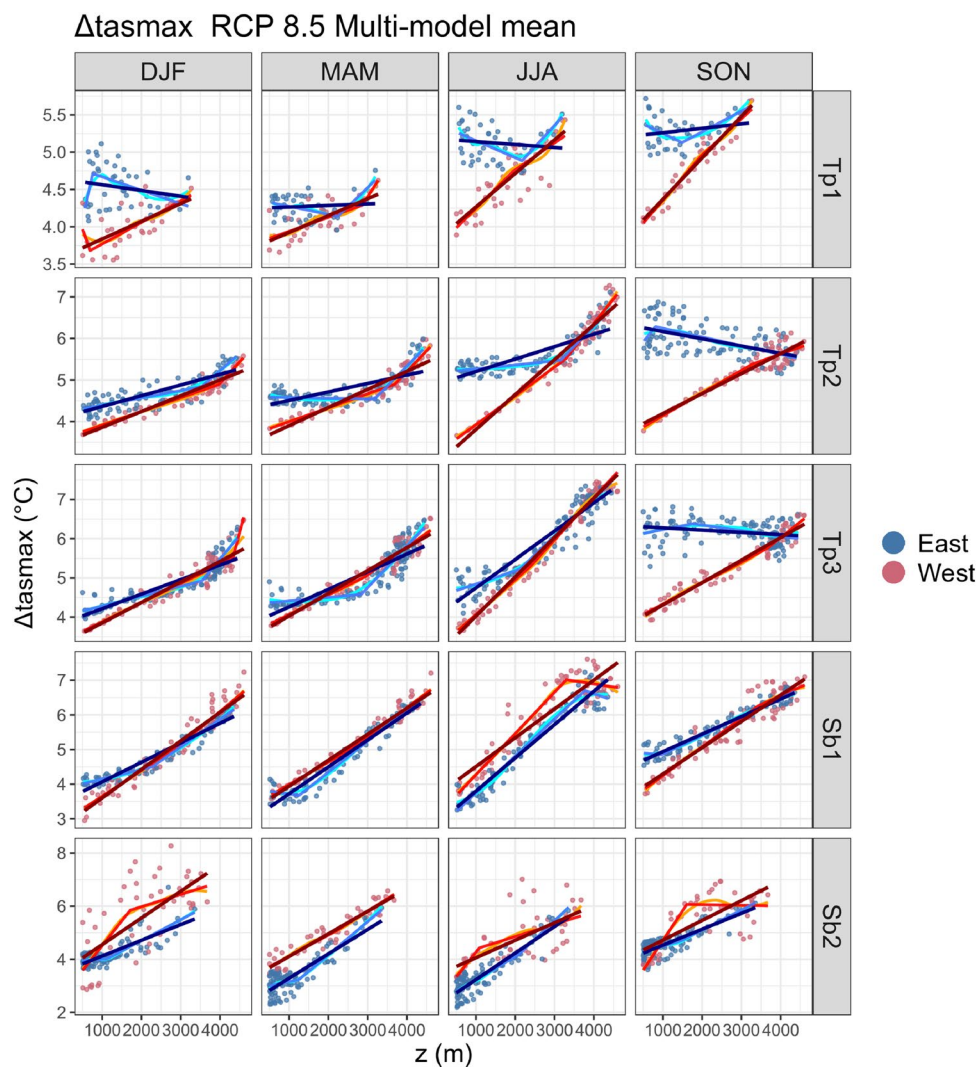 Δtasmax RCP 8.5 Multi-model mean
DJF MAM JJA SON
5.5
5.0
4.5
4.0
3.5
Tp1
7
6
5
4
Tp2
7
6
5
4
Tp3
7
6
5
4
3
Sb1
8
6
4
2
Sb2
Δtasmax (°C)
East
West
1000 2000 3000 4000 1000 2000 3000 4000 1000 2000 3000 4000 1000 2000 3000 4000
z (m)